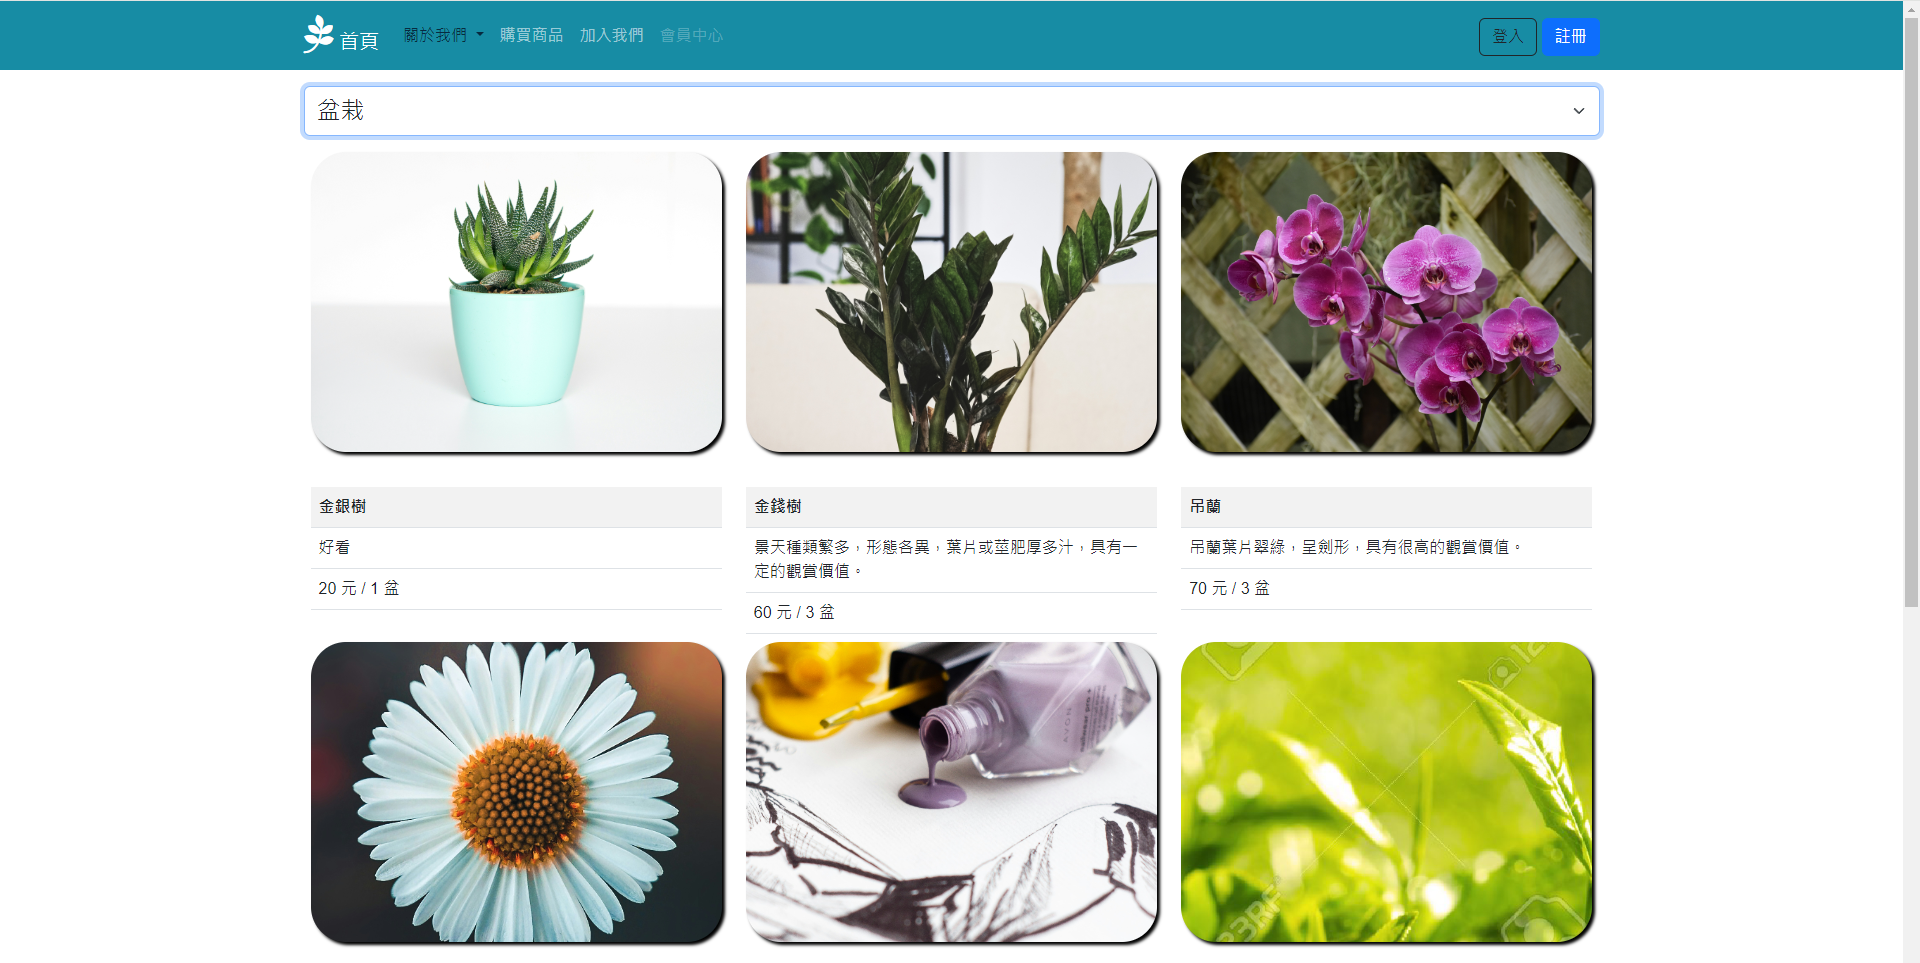 首頁 關於我們 購買商品 加入我們 會員中心 登入 註冊
盆栽
金銀樹
好看
20 元 / 1 盆
金錢樹
景天種類繁多，形態各異，葉片或莖肥厚多汁，具有一
定的觀賞價值。
60 元 / 3 盆
吊蘭
吊蘭葉片翠綠，呈劍形，具有很高的觀賞價值。
70 元 / 3 盆